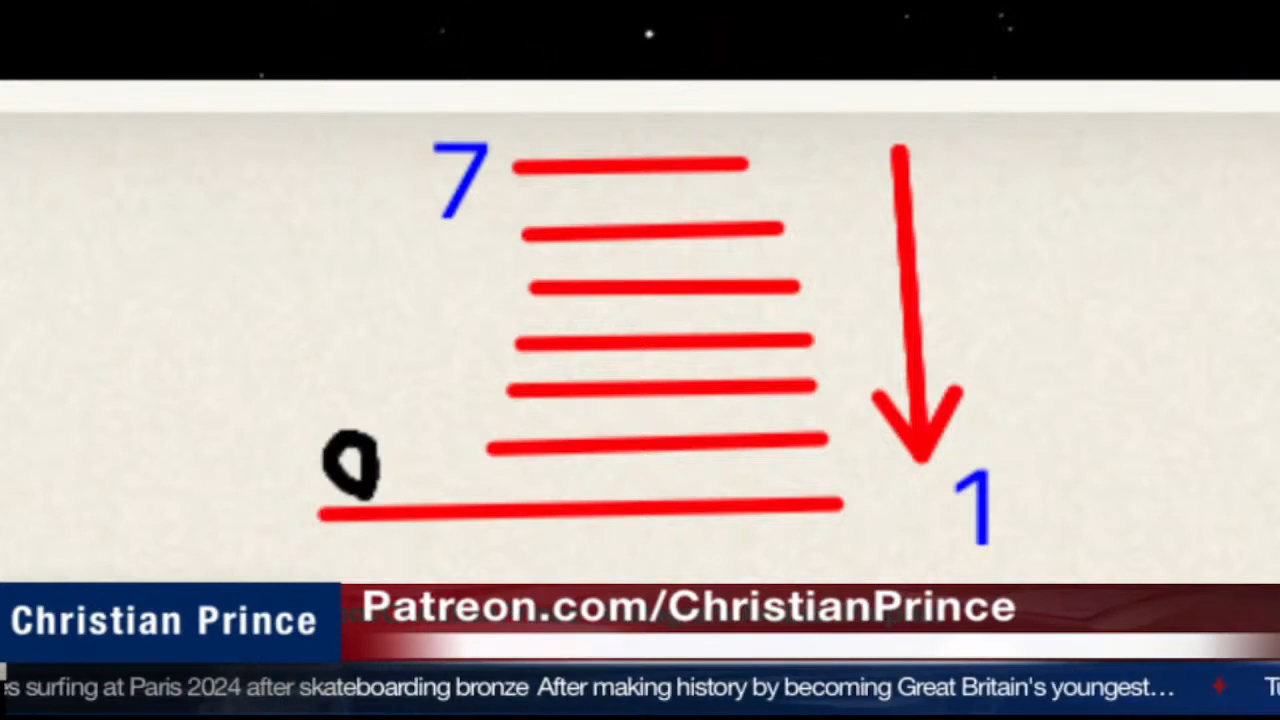 7
0
1
Christian Prince
Patreon.com/ChristianPrince
s surfing at Paris 2024 after skateboarding bronze After making history by becoming Great Britain's youngest…